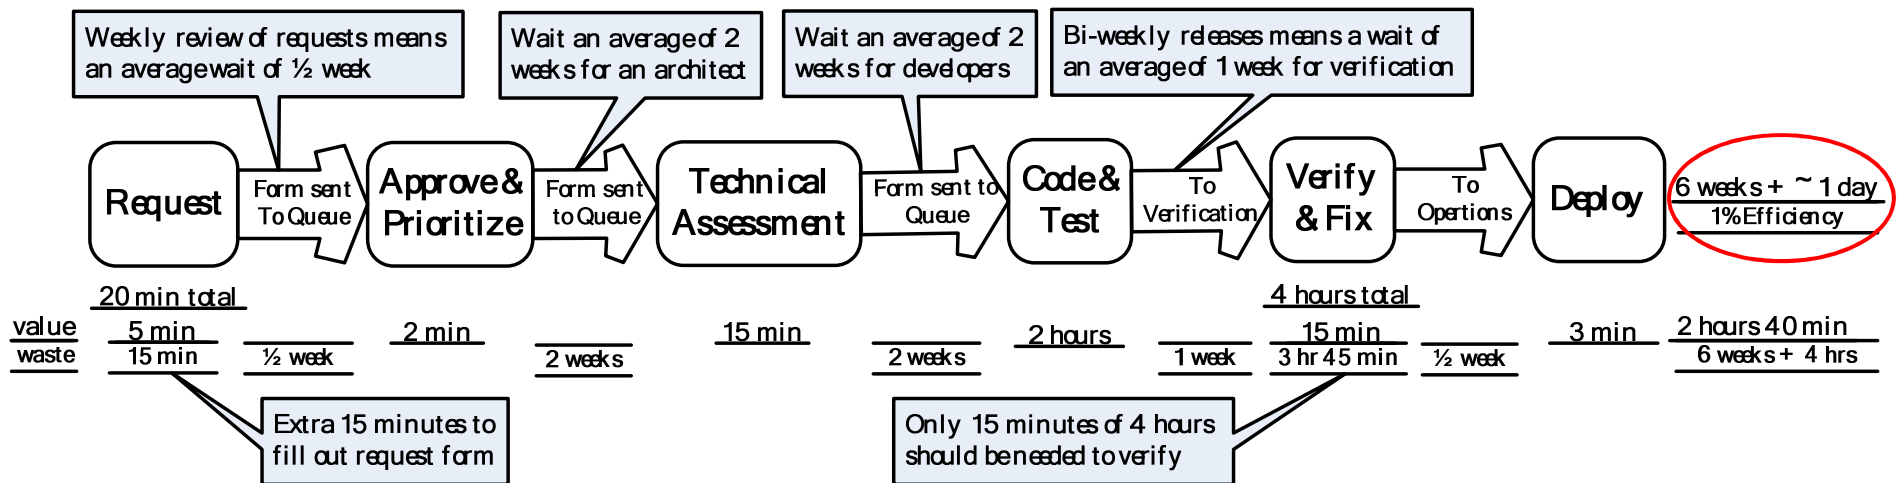 Weekly review of requests means
an average wait of ½ week
Wait an average of 2
weeks for an architect
Wait an average of 2
weeks for developers
Bi-weekly releases means a wait of
an average of 1 week for verification
Request
Form sent
To Queue
Approve &
Prioritize
Form sent
to Queue
Technical
Assessment
Form sent to
Queue
Code &
Test
To
Verification
Verify
& Fix
To
Opertions
Deploy
6 weeks + ~ 1 day
1% Efficiency
20 min total
4 hours total
value
5 min
2 min
15 min
2 hours
15 min
3 min
2 hours 40 min
waste
15 min
½ week
2 weeks
2 weeks
1 week
3 hr 45 min
½ week
6 weeks + 4 hrs
Extra 15 minutes to
fill out request form
Only 15 minutes of 4 hours
should be needed to verify